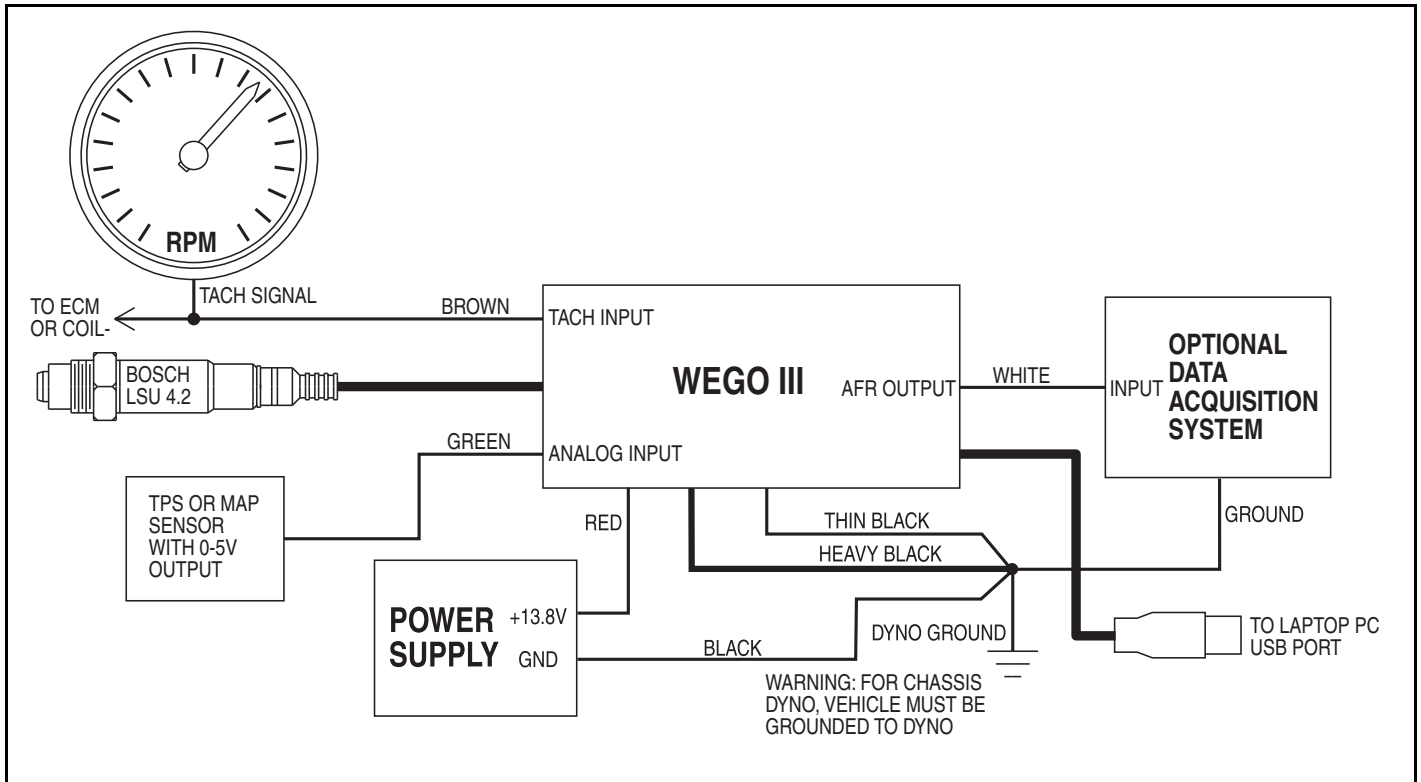 RPM
TACH SIGNAL
TO ECM
OR COIL-
BROWN
TACH INPUT
BOSCH
LSU 4.2
WEGO III
AFR OUTPUT
WHITE
INPUT
OPTIONAL
DATA
ACQUISITION
SYSTEM
GREEN
ANALOG INPUT
TPS OR MAP
SENSOR
WITH 0-5V
OUTPUT
RED
THIN BLACK
HEAVY BLACK
GROUND
POWER
SUPPLY
+13.8V
GND
BLACK
DYNO GROUND
TO LAPTOP PC
USB PORT
WARNING: FOR CHASSIS
DYNO, VEHICLE MUST BE
GROUNDED TO DYNO